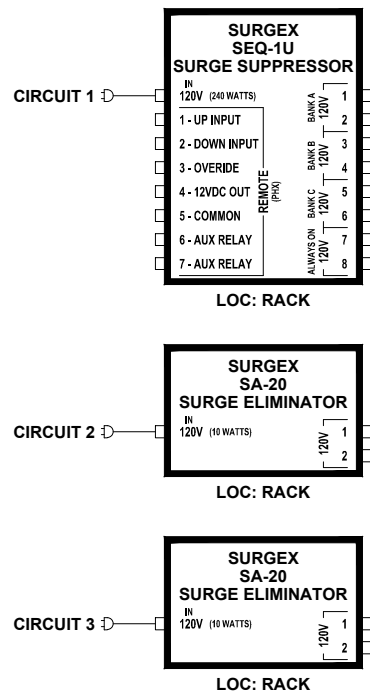 SURGEX
SEQ-1U
SURGE SUPPRESSOR
CIRCUIT 1
IN
120V (240 WATTS)
1 - UP INPUT
2 - DOWN INPUT
3 - OVERIDE
4 - 12VDC OUT
5 - COMMON
6 - AUX RELAY
7 - AUX RELAY
REMOTE
(PHX)
BANK A
120V
1
2
BANK B
120V
3
4
BANK C
120V
5
6
ALWAYS ON
120V
7
8
LOC: RACK
SURGEX
SA-20
SURGE ELIMINATOR
CIRCUIT 2
IN
120V (10 WATTS)
120V
1
2
LOC: RACK
SURGEX
SA-20
SURGE ELIMINATOR
CIRCUIT 3
IN
120V (10 WATTS)
120V
1
2
LOC: RACK